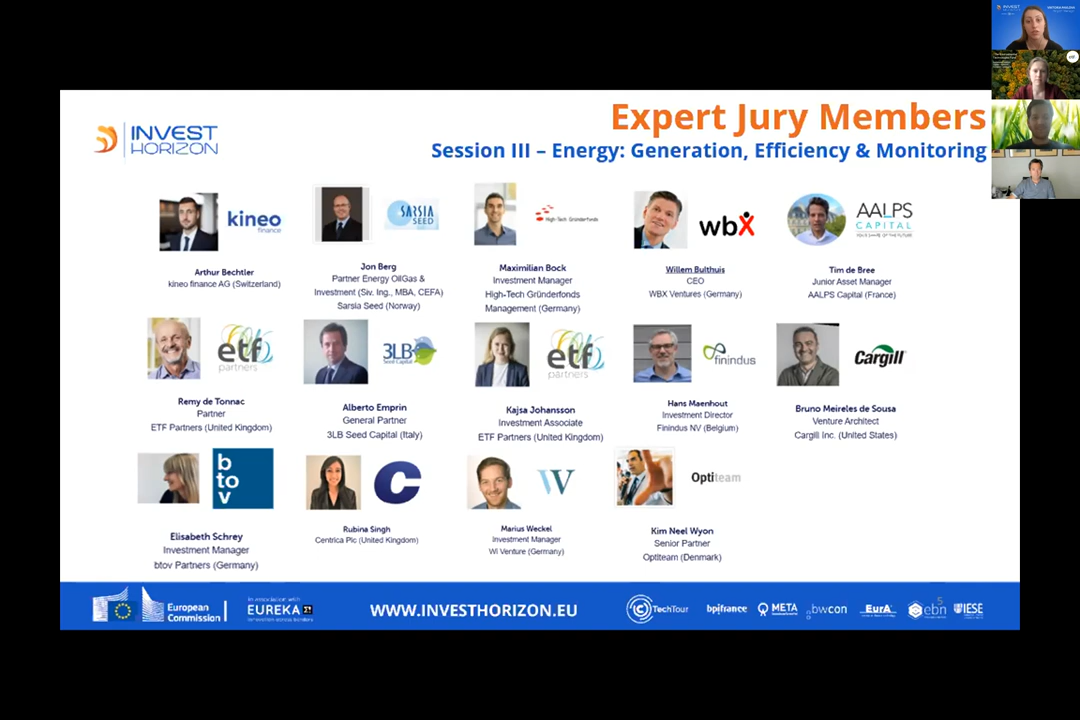 INVEST
HORIZON
Expert Jury Members
Session III – Energy: Generation, Efficiency & Monitoring
kineo
finance
SARSIA
SEED
High-Tech Gründerfonds
wbX
AALPS
CAPITAL
Arthur Bechtler
kineo finance AG (Switzerland)
Jon Berg
Partner Energy OilGas &
Investment (Siv. Ing., MBA, CEFA)
Sarsia Seed (Norway)
Maximilian Bock
Investment Manager
High-Tech Gründerfonds
Management (Germany)
Willem Bulthuis
CEO
WBX Ventures (Germany)
Tim de Bree
Junior Asset Manager
AALPS Capital (France)
etf
partners
3LB
Seed Capital
etf
partners
finindus
Cargill
Remy de Tonnac
Partner
ETF Partners (United Kingdom)
Alberto Emprin
General Partner
3LB Seed Capital (Italy)
Kajsa Johansson
Investment Associate
ETF Partners (United Kingdom)
Hans Maenhout
Investment Director
Finindus NV (Belgium)
Bruno Meireles de Sousa
Venture Architect
Cargill Inc. (United States)
b
to
v
C
W
Optiteam
Elisabeth Schrey
Investment Manager
btov Partners (Germany)
Rubina Singh
Centrica Plc (United Kingdom)
Marius Weckel
Investment Manager
WI Venture (Germany)
Kim Neel Wyon
Senior Partner
Optiteam (Denmark)
European
Commission
in association with
EUREKA
innovation across borders
WWW.INVESTHORIZON.EU
TechTour
bpifrance
META
bwcon
EurA
ebn
IESE
5